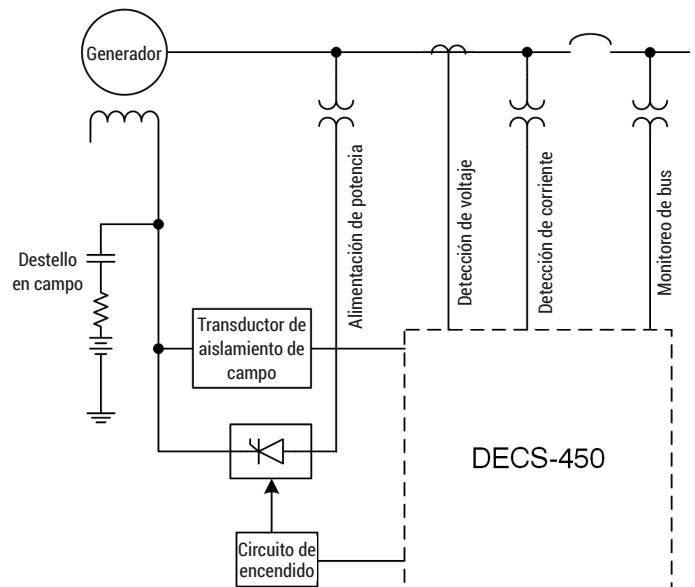 Generador
Alimentación de potencia
Detección de voltaje
Detección de corriente
Monitoreo de bus
Destello
en campo
Transductor de
aislamiento de
campo
DECS-450
Circuito de
encendido